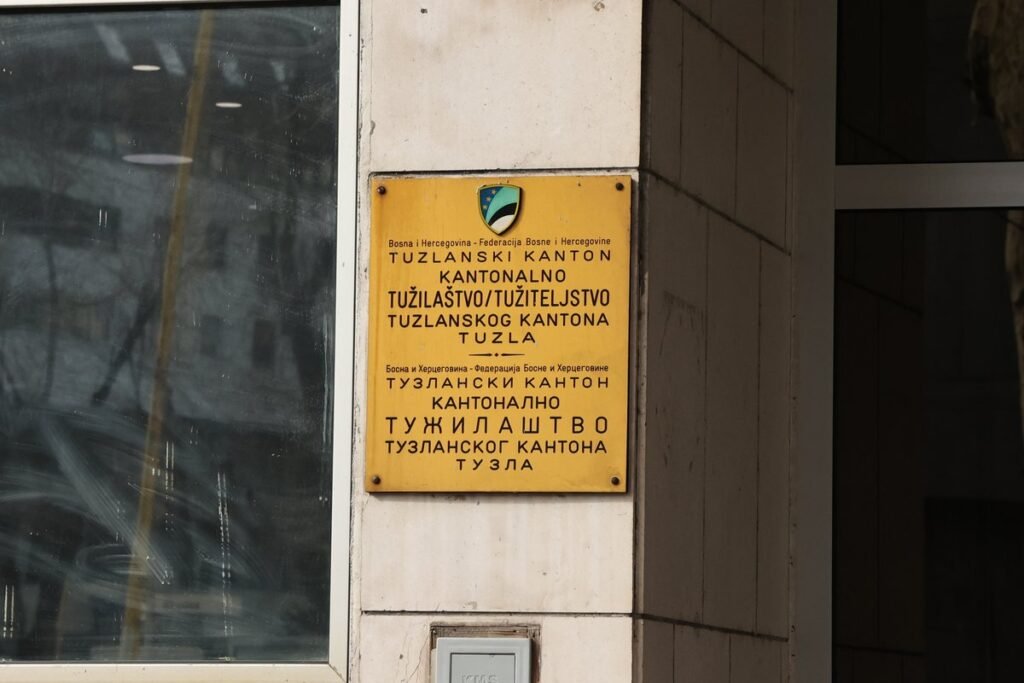 Bosna i Hercegovina - Federacija Bosne i Hercegovine
TUZLANSKI KANTON
KANTONALNO
TUŽILAŠTVO/TUŽITELJSTVO
TUZLANSKOG KANTONA
TUZLA
Босна и Херцеговина - Федерација Босне и Херцеговине
ТУЗЛАНСКИ КАНТОН
КАНТОНАЛНО
ТУЖИЛАШТВО
ТУЗЛАНСКОГ КАНТОНА
ТУЗЛА
KMS